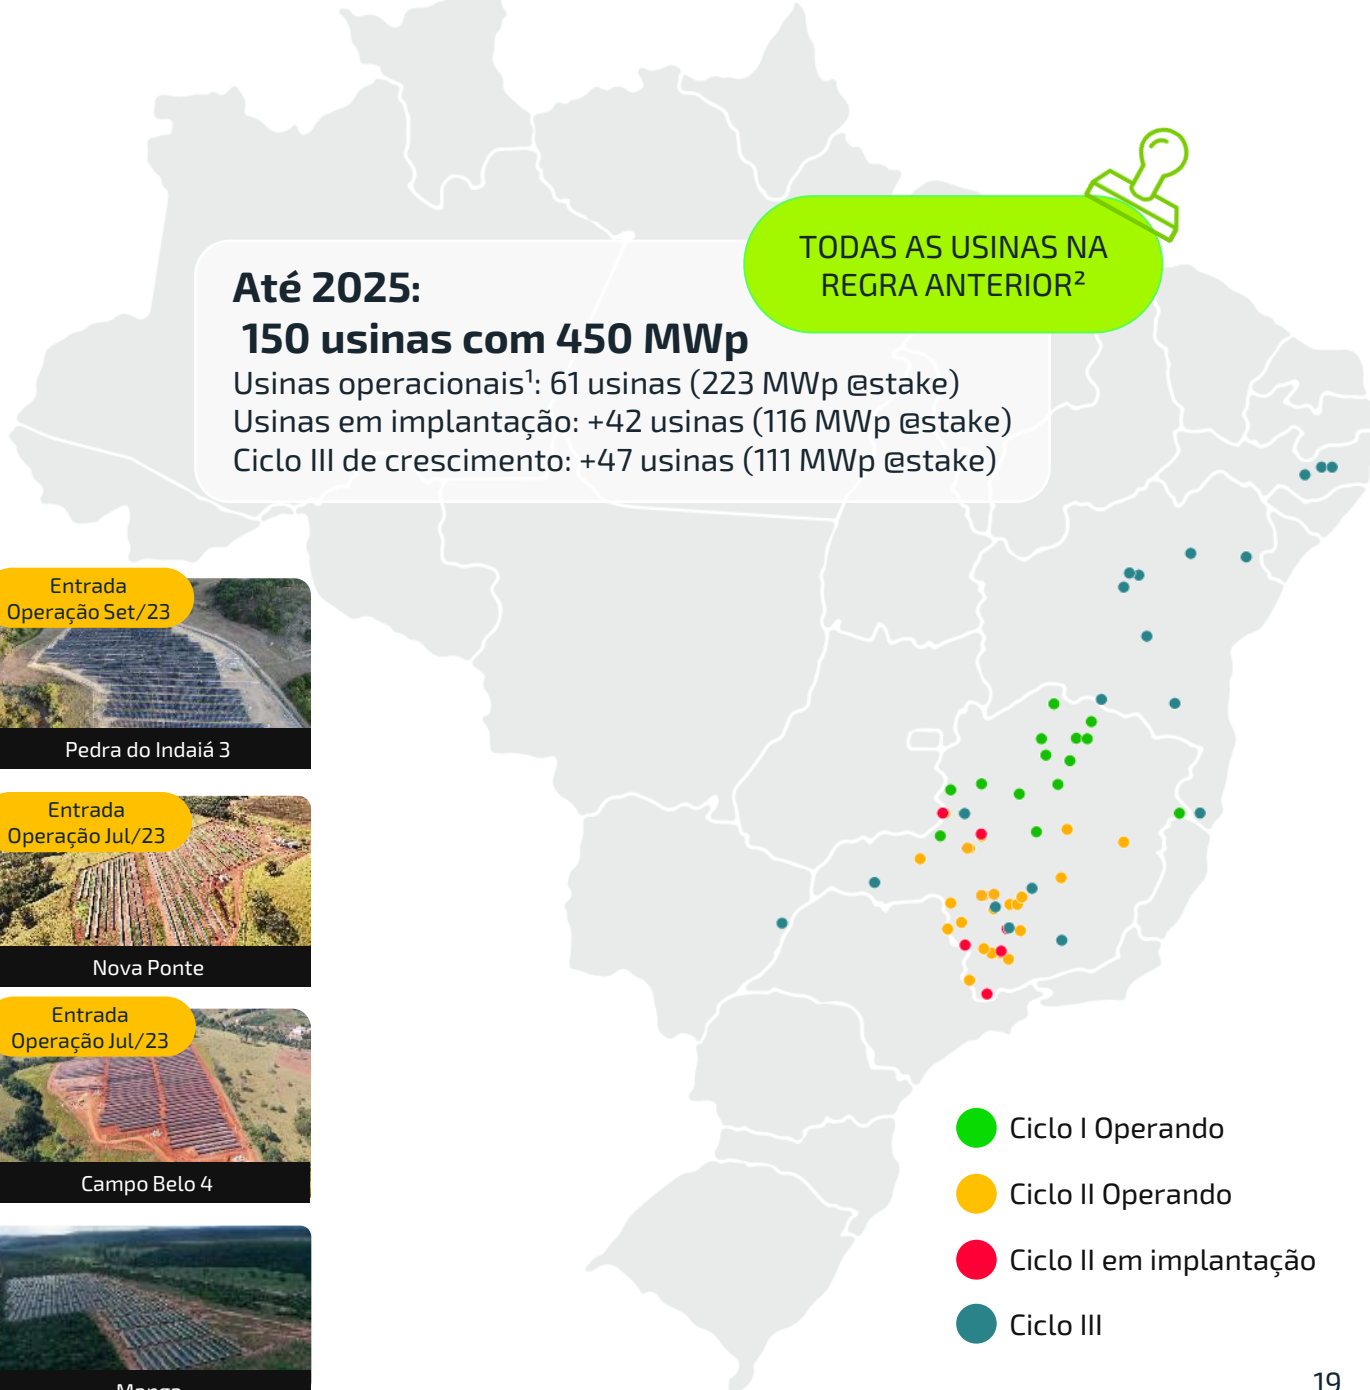 TODAS AS USINAS NA
REGRA ANTERIOR²
Até 2025:
150 usinas com 450 MWp
Usinas operacionais¹: 61 usinas (223 MWp @stake)
Usinas em implantação: +42 usinas (116 MWp @stake)
Ciclo III de crescimento: +47 usinas (111 MWp @stake)
Entrada
Operação Set/23
Pedra do Indaiá 3
Entrada
Operação Jul/23
Nova Ponte
Entrada
Operação Jul/23
Campo Belo 4
Ciclo I Operando
Ciclo II Operando
Ciclo II em implantação
Ciclo III
19